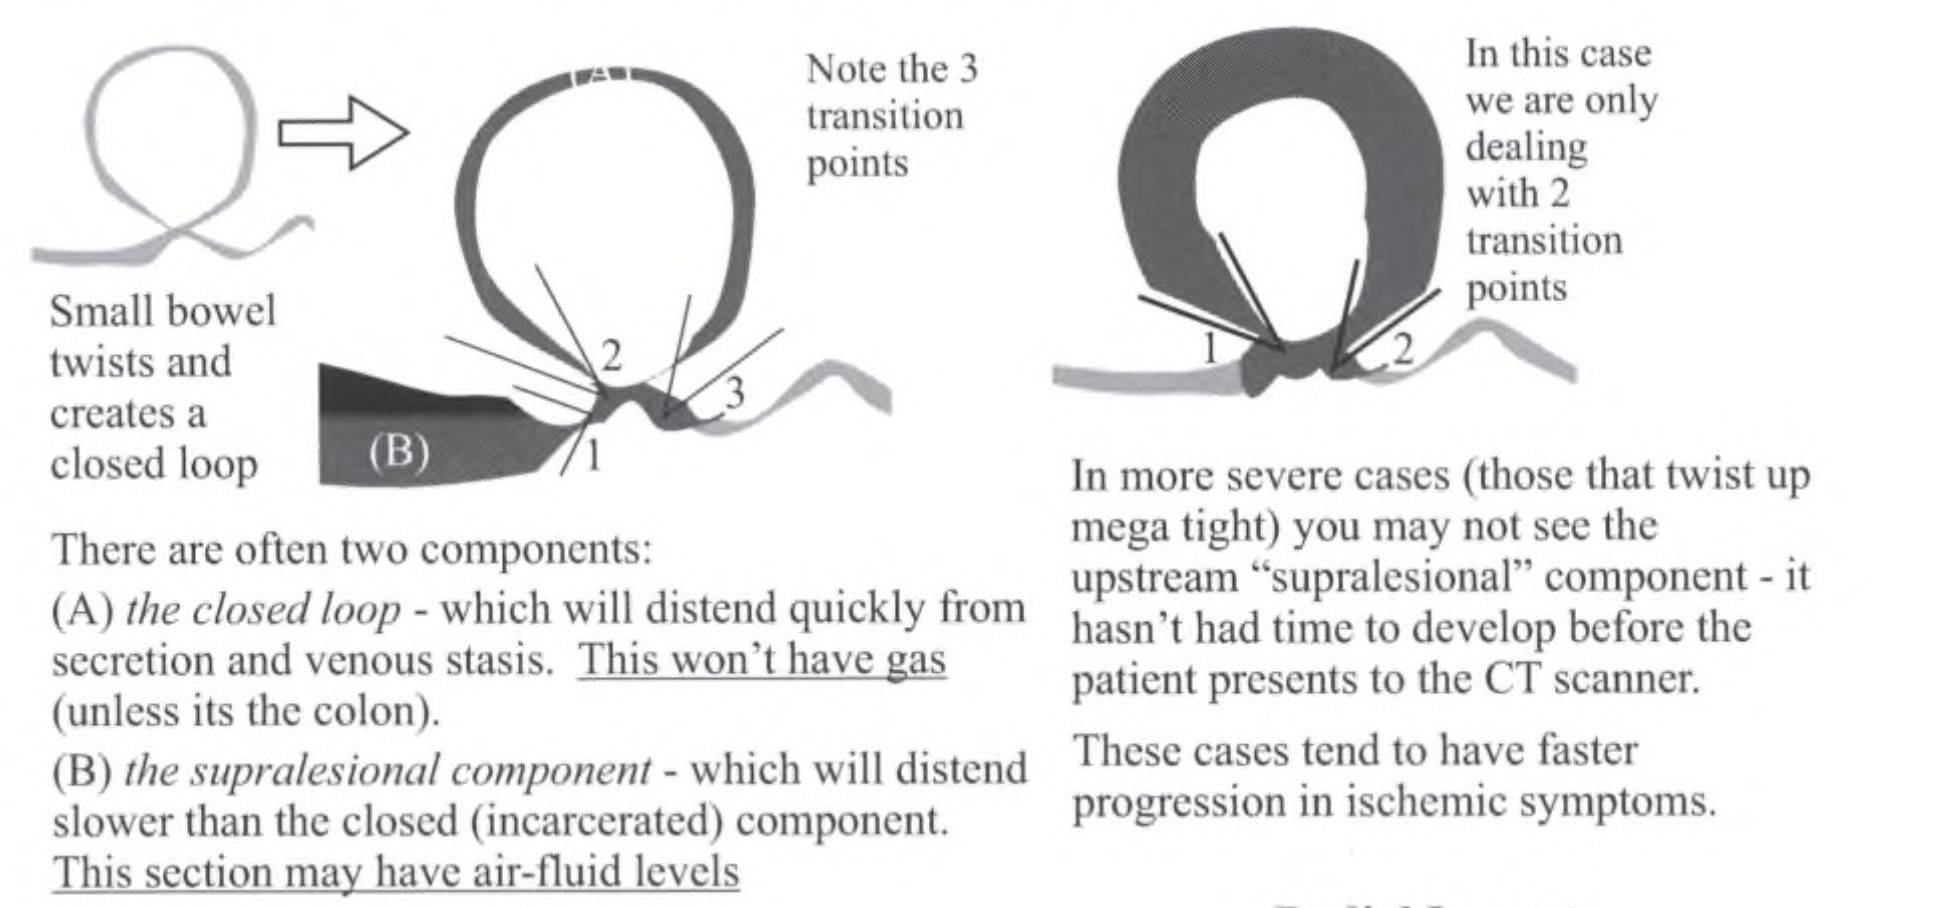 Note the 3
transition
points
In this case
we are only
dealing
with 2
transition
points
(A)
2
3
(B)
1
1
2
Small bowel
twists and
creates a
closed loop
There are often two components:
(A) the closed loop - which will distend quickly from
secretion and venous stasis. This won't have gas
(unless its the colon).
(B) the supralesional component - which will distend
slower than the closed (incarcerated) component.
This section may have air-fluid levels
In more severe cases (those that twist up
mega tight) you may not see the
upstream “supralesional” component - it
hasn't had time to develop before the
patient presents to the CT scanner.
These cases tend to have faster
progression in ischemic symptoms.